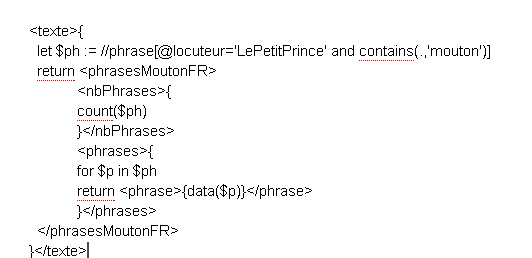 <texte>{
let $ph := //phrase[@locuteur='LePetitPrince' and contains(.,'mouton')]
return <phrasesMoutonFR>
<nbPhrases>{
count($ph)
}</nbPhrases>
<phrases>{
for $p in $ph
return <phrase>{data($p)}</phrase>
}</phrases>
</phrasesMoutonFR>
}</texte>